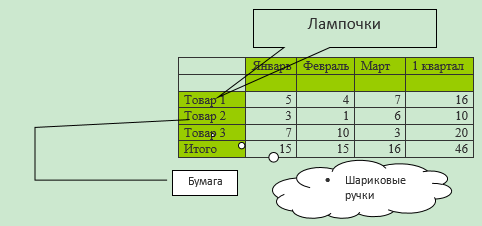 Лампочки
Январь Февраль Март 1 квартал
Товар 1 5 4 7 16
Товар 2 3 1 6 10
Товар 3 7 10 3 20
Итого 15 15 16 46
Бумага
• Шариковые
ручки